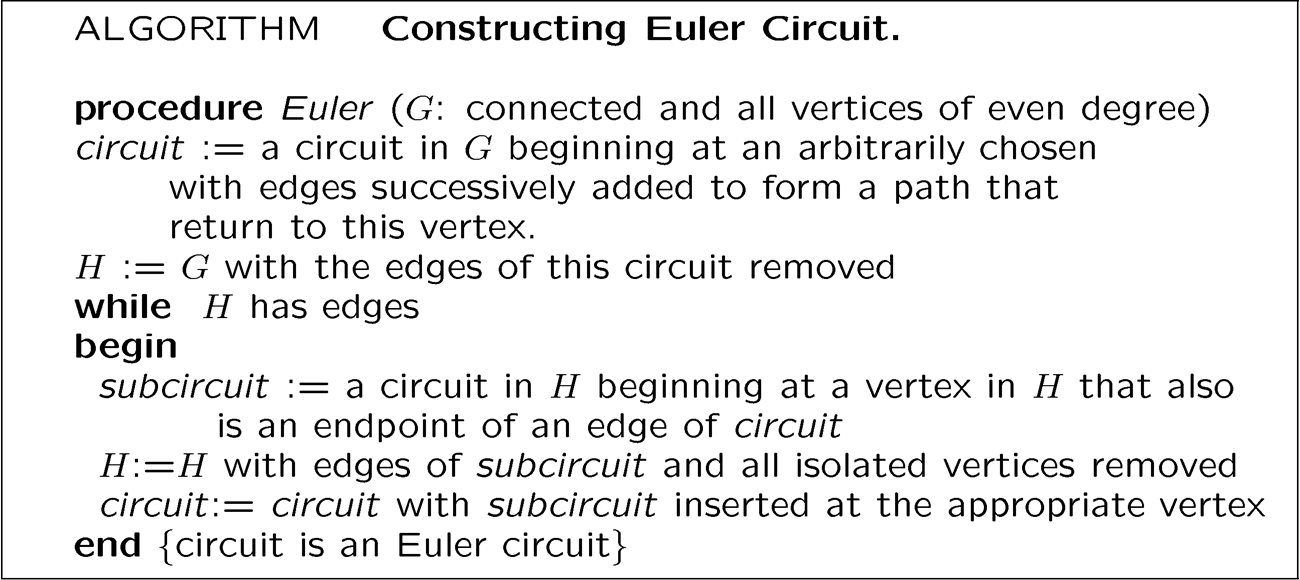 ALGORITHM Constructing Euler Circuit.
procedure Euler (G: connected and all vertices of even degree)
circuit := a circuit in G beginning at an arbitrarily chosen
with edges successively added to form a path that
return to this vertex.
H := G with the edges of this circuit removed
while H has edges
begin
subcircuit := a circuit in H beginning at a vertex in H that also
is an endpoint of an edge of circuit
H:=H with edges of subcircuit and all isolated vertices removed
circuit:= circuit with subcircuit inserted at the appropriate vertex
end {circuit is an Euler circuit}